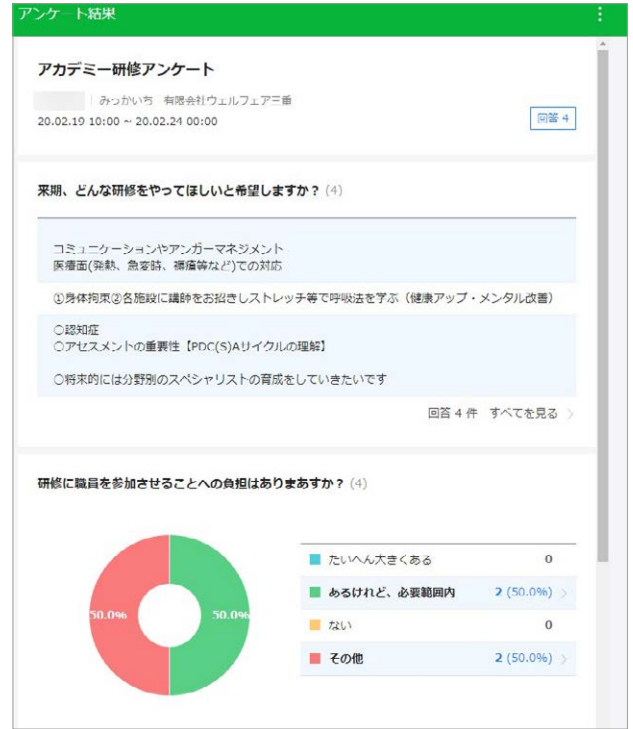 アンケート結果
アカデミー研修アンケート
みっかいち 有限会社ウェルフェア三重
20.02.19 10:00 ~ 20.02.24 00:00
回答 4
来期、どんな研修をやってほしいと希望しますか？ (4)
コミュニケーションやアンガーマネジメント
医療面(発熱、急変時、褥瘡等など)での対応
①身体拘束②各施設に講師をお招きしストレッチ等で呼吸法を学ぶ（健康アップ・メンタル改善）
○認知症
○アセスメントの重要性【PDC(S)Aサイクルの理解】
○将来的には分野別のスペシャリストの育成をしていきたいです
回答 4 件 すべてを見る
研修に職員を参加させることへの負担はありまあすか？ (4)
50.0% 50.0%
たいへん大きくある 0
あるけれど、必要範囲内 2 (50.0%)
ない 0
その他 2 (50.0%)